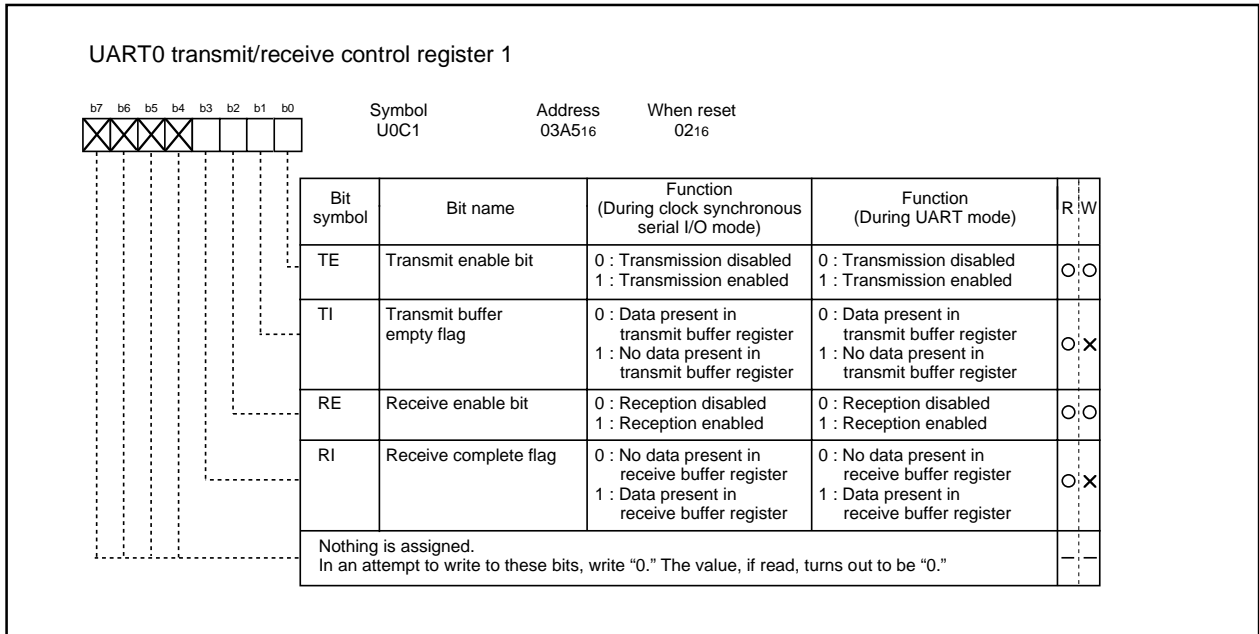 UART0 transmit/receive control register 1
b7 b6 b5 b4 b3 b2 b1 b0
Symbol Address When reset
U0C1 03A516 0216
Bit symbol Bit name Function (During clock synchronous serial I/O mode) Function (During UART mode) R W
TE Transmit enable bit 0 : Transmission disabled 0 : Transmission disabled
1 : Transmission enabled 1 : Transmission enabled
TI Transmit buffer 0 : Data present in 0 : Data present in
empty flag transmit buffer register transmit buffer register
1 : No data present in 1 : No data present in
transmit buffer register transmit buffer register
RE Receive enable bit 0 : Reception disabled 0 : Reception disabled
1 : Reception enabled 1 : Reception enabled
RI Receive complete flag 0 : No data present in 0 : No data present in
receive buffer register receive buffer register
1 : Data present in 1 : Data present in
receive buffer register receive buffer register
Nothing is assigned.
In an attempt to write to these bits, write “0.” The value, if read, turns out to be “0.”